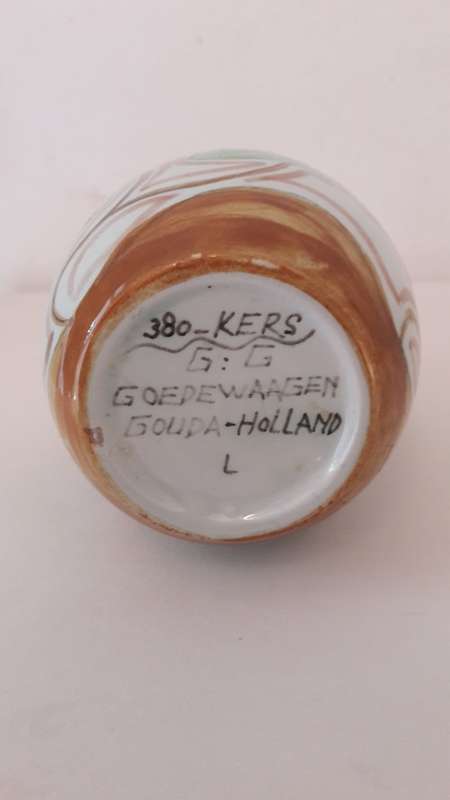 380-KERS
G:G
GOEDEWAAGEN
GOUDA-HOLLAND
L